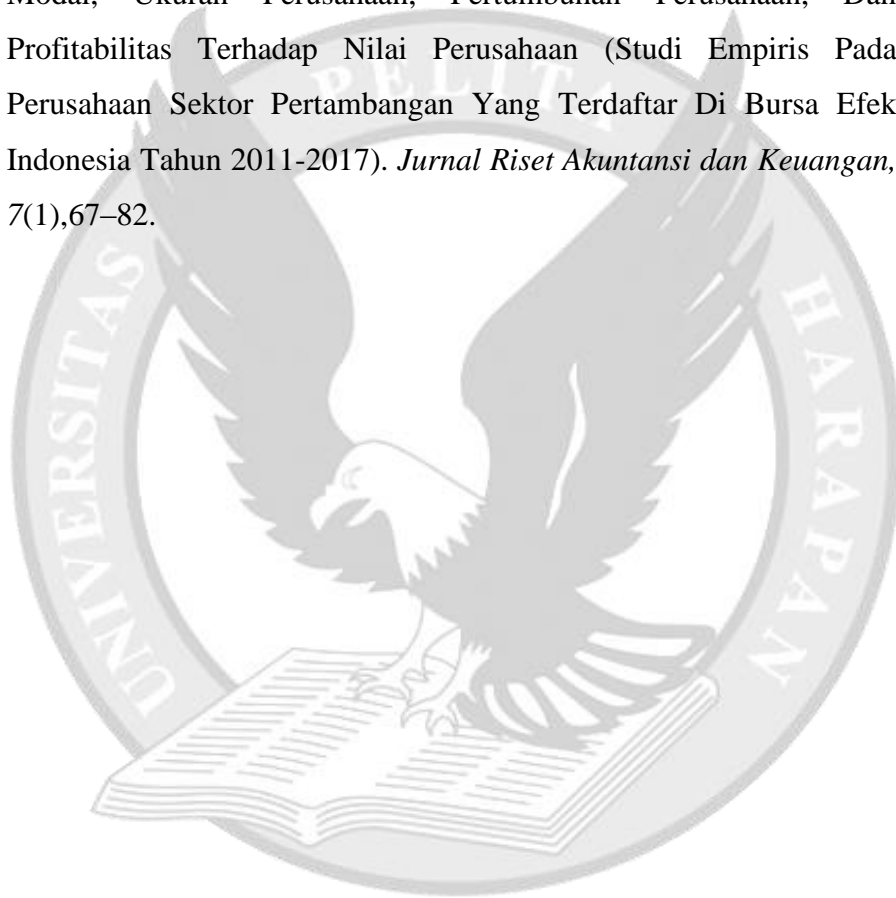 Modal, Ukuran Perusahaan, Pertumbuhan Perusahaan, Dan
Profitabilitas Terhadap Nilai Perusahaan (Studi Empiris Pada
Perusahaan Sektor Pertambangan Yang Terdaftar Di Bursa Efek
Indonesia Tahun 2011-2017). Jurnal Riset Akuntansi dan Keuangan,
7(1),67–82.
UNIVERSITAS PELITA HARAPAN